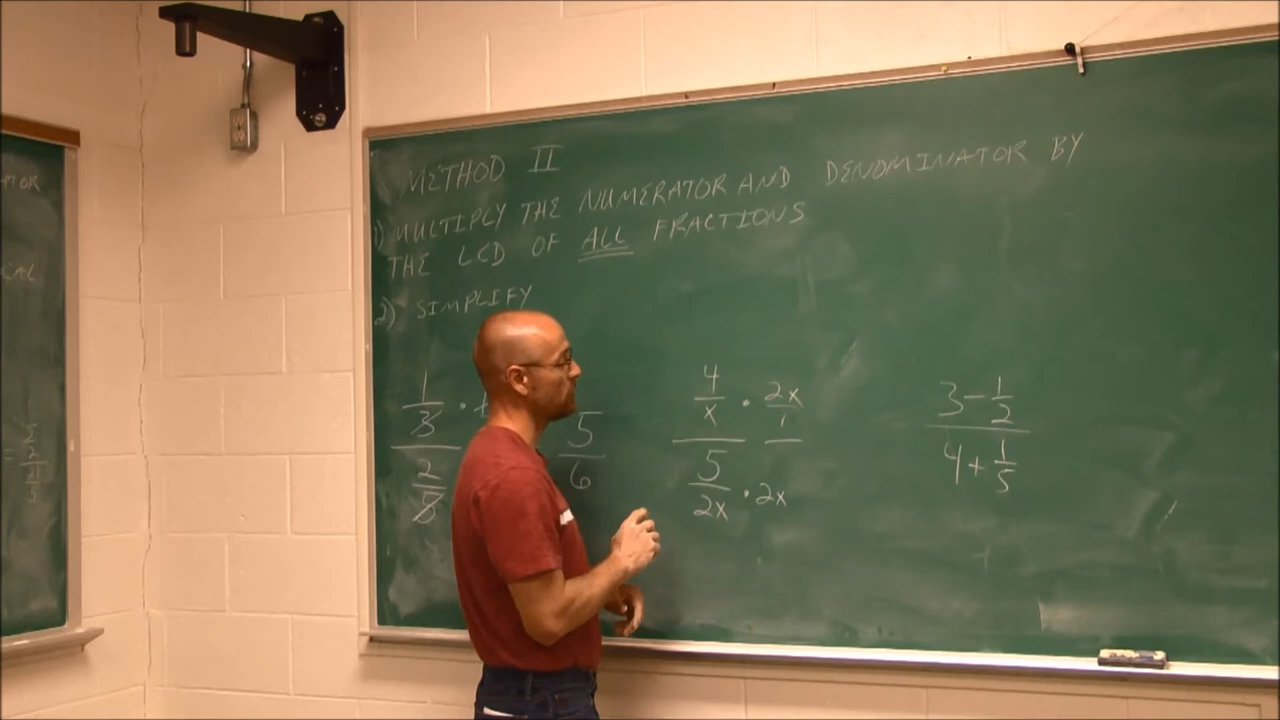 METHOD II
1) MULTIPLY THE NUMERATOR AND DENOMINATOR BY
THE LCD OF ALL FRACTIONS
2) SIMPLIFY
1/3 ·
2/5
5/6
4/x · 2x/1
5/2x · 2x
3 - 1/2
4 + 1/5